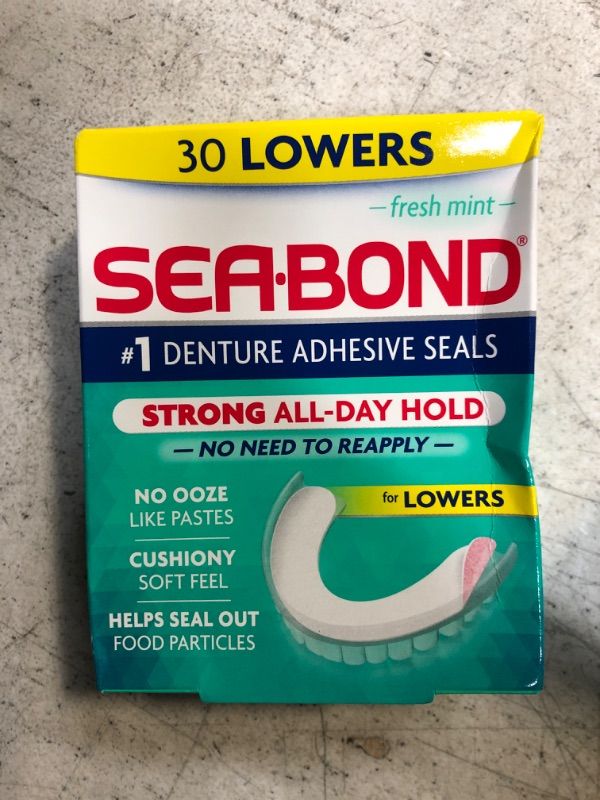 30 LOWERS
—fresh mint—
SEA·BOND®
#1 DENTURE ADHESIVE SEALS
STRONG ALL-DAY HOLD
— NO NEED TO REAPPLY —
NO OOZE
LIKE PASTES
for LOWERS
CUSHIONY
SOFT FEEL
HELPS SEAL OUT
FOOD PARTICLES